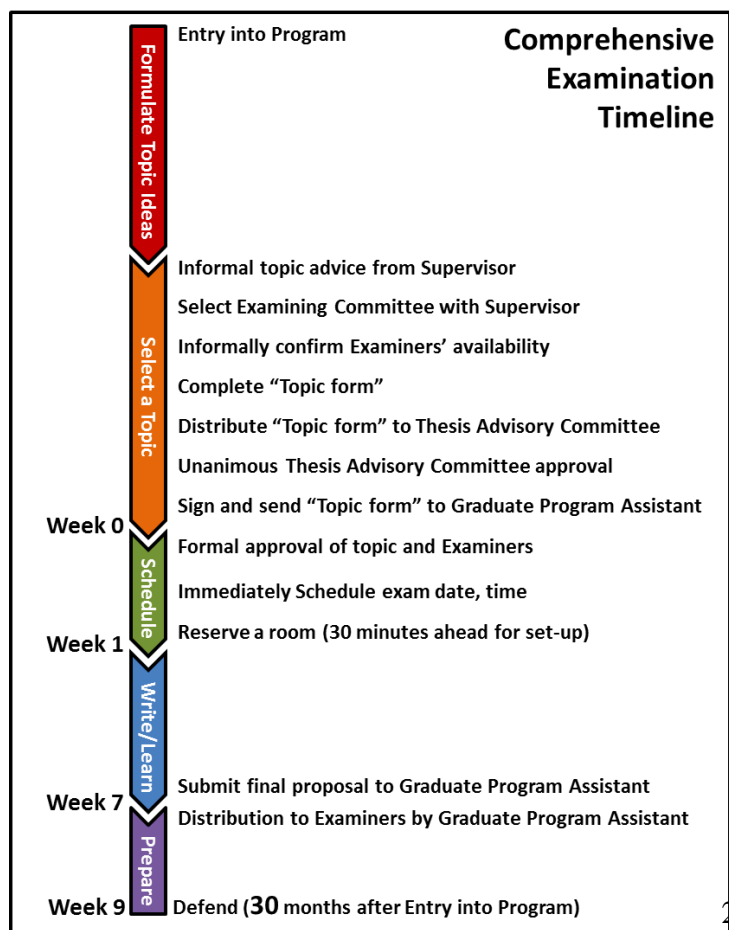 Comprehensive
Examination
Timeline
Formulate Topic Ideas
Entry into Program
Select a Topic
Informal topic advice from Supervisor
Select Examining Committee with Supervisor
Informally confirm Examiners’ availability
Complete “Topic form”
Distribute “Topic form” to Thesis Advisory Committee
Unanimous Thesis Advisory Committee approval
Sign and send “Topic form” to Graduate Program Assistant
Week 0
Schedule
Formal approval of topic and Examiners
Immediately Schedule exam date, time
Reserve a room (30 minutes ahead for set-up)
Week 1
Write/Learn
Submit final proposal to Graduate Program Assistant
Week 7
Distribution to Examiners by Graduate Program Assistant
Prepare
Week 9
Defend (30 months after Entry into Program)
2